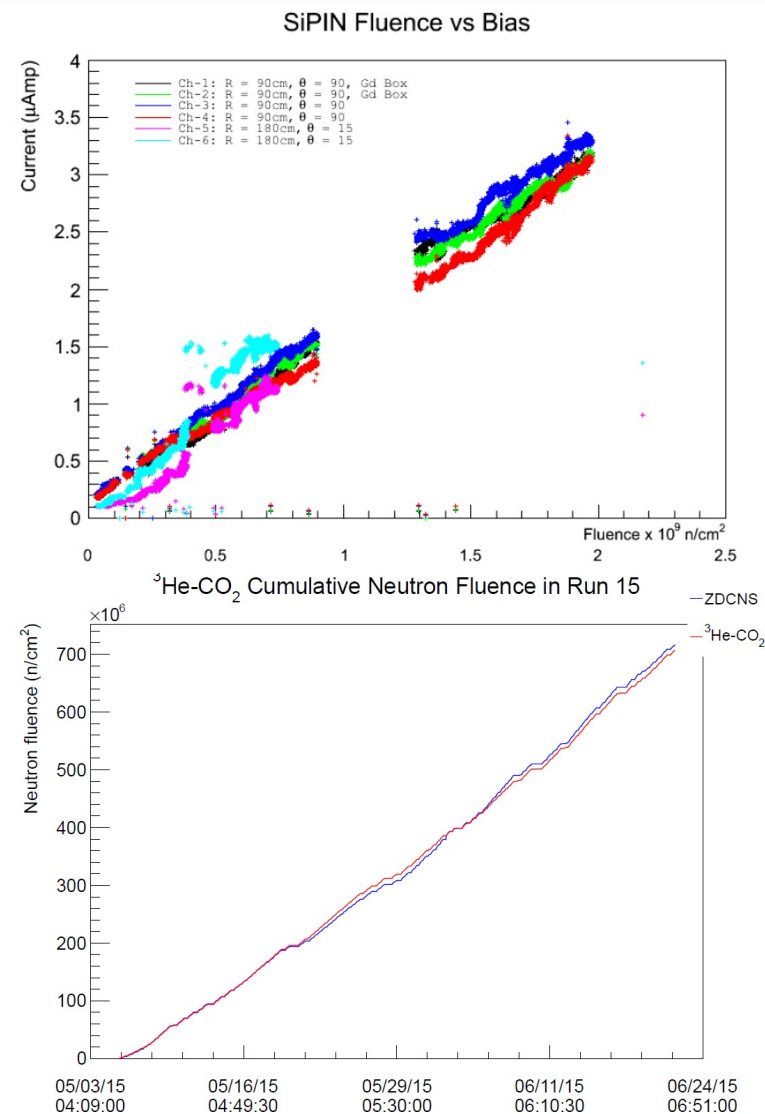 SiPIN Fluence vs Bias
Current (μAmp)
4
3.5
3
2.5
2
1.5
1
0.5
0
Ch-1: R = 90cm, θ = 90, Gd Box
Ch-2: R = 90cm, θ = 90, Gd Box
Ch-3: R = 90cm, θ = 90
Ch-4: R = 90cm, θ = 90
Ch-5: R = 180cm, θ = 15
Ch-6: R = 180cm, θ = 15
Fluence x 10⁹ n/cm²
0 0.5 1 1.5 2 2.5
³He-CO₂ Cumulative Neutron Fluence in Run 15
×10⁶
ZDCNS
³He-CO₂
Neutron fluence (n/cm²)
700
600
500
400
300
200
100
0
05/03/15 05/16/15 05/29/15 06/11/15 06/24/15
04:09:00 04:49:30 05:30:00 06:10:30 06:51:00